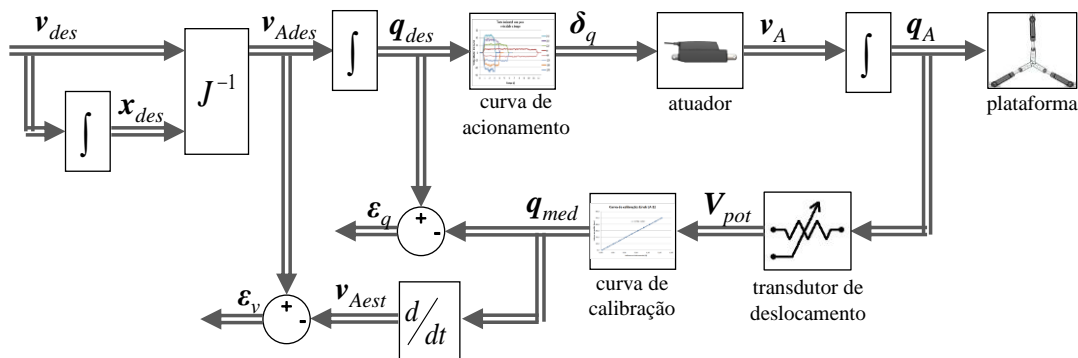 v_des
v_Ades
q_des
δ_q
v_A
q_A
J⁻¹
∫
∫
∫
x_des
curva de
acionamento
atuador
plataforma
+
-
ε_q
q_med
V_pot
curva de
calibração
transdutor de
deslocamento
+
-
ε_v
v_Aest
d/dt